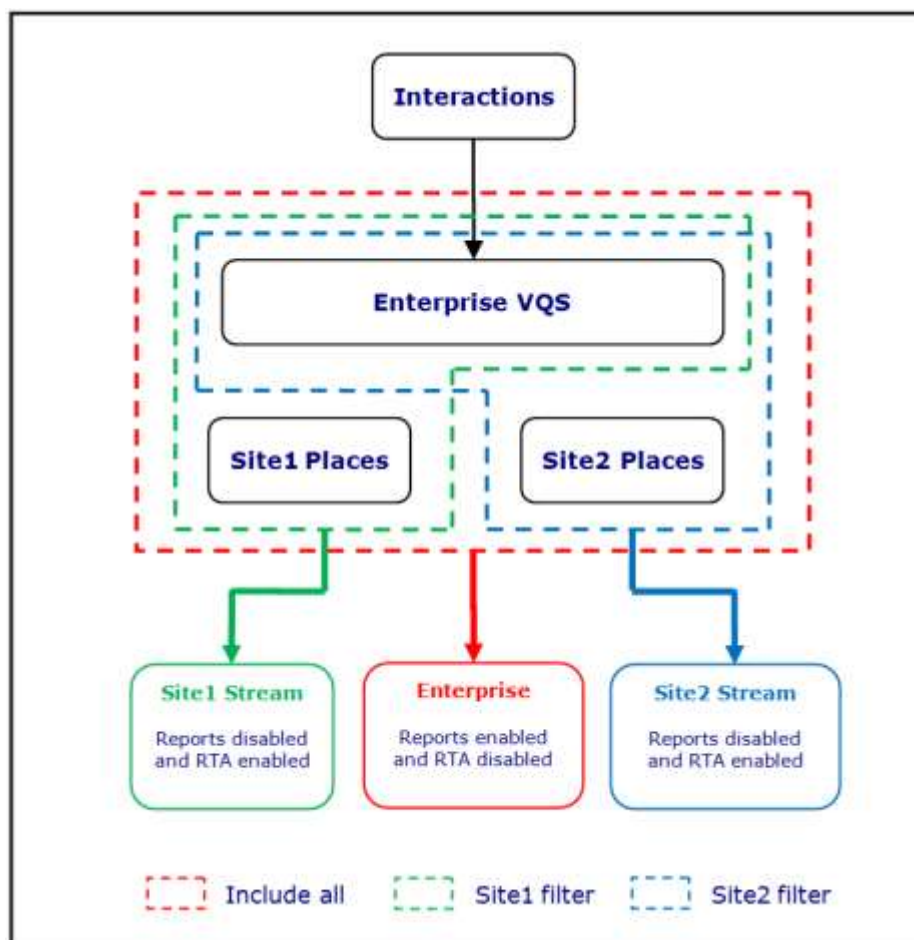 Interactions
Enterprise VQS
Site1 Places
Site2 Places
Site1 Stream
Reports disabled
and RTA enabled
Enterprise
Reports enabled
and RTA disabled
Site2 Stream
Reports disabled
and RTA enabled
Include all
Site1 filter
Site2 filter